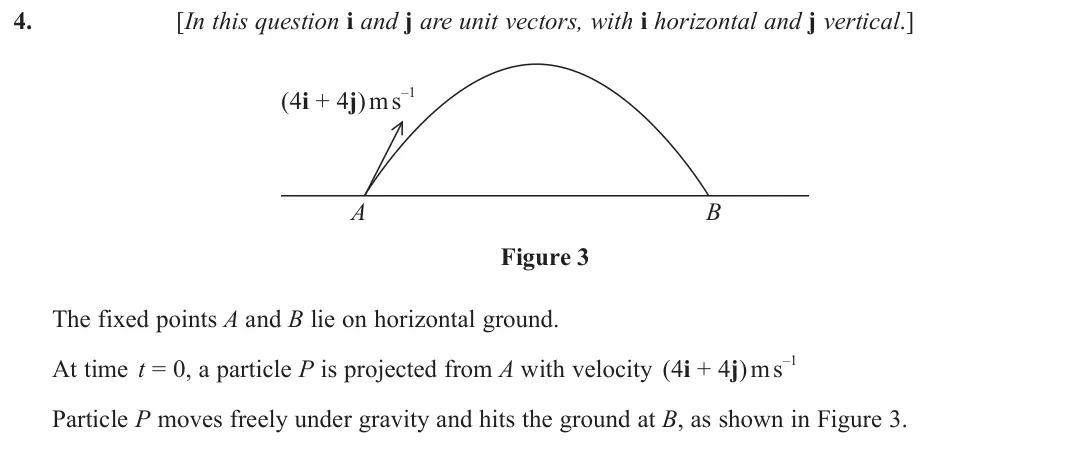 4. [In this question i and j are unit vectors, with i horizontal and j vertical.]
(4i + 4j) m s⁻¹
A B
Figure 3
The fixed points A and B lie on horizontal ground.
At time t = 0, a particle P is projected from A with velocity (4i + 4j) m s⁻¹
Particle P moves freely under gravity and hits the ground at B, as shown in Figure 3.